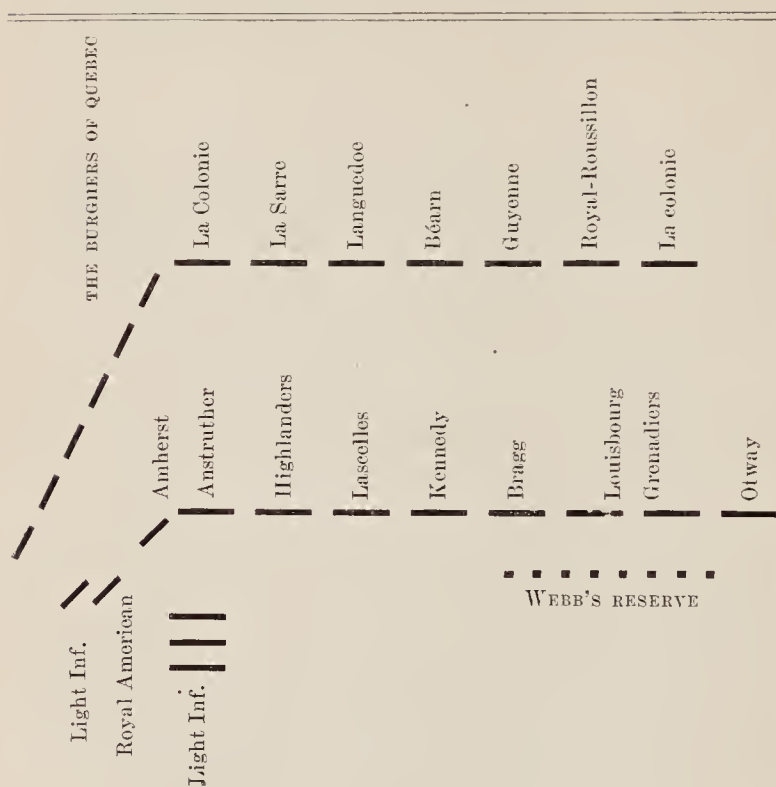 THE BURGHERS OF QUEBEC
La Colonie
La Sarre
Languedoc
Béarn
Guyenne
Royal-Roussillon
La colonie
Amherst
Anstruther
Highlanders
Lascelles
Kennedy
Bragg
Louisbourg
Grenadiers
Otway
WEBB'S RESERVE
Light Inf.
Royal American
Light Inf.